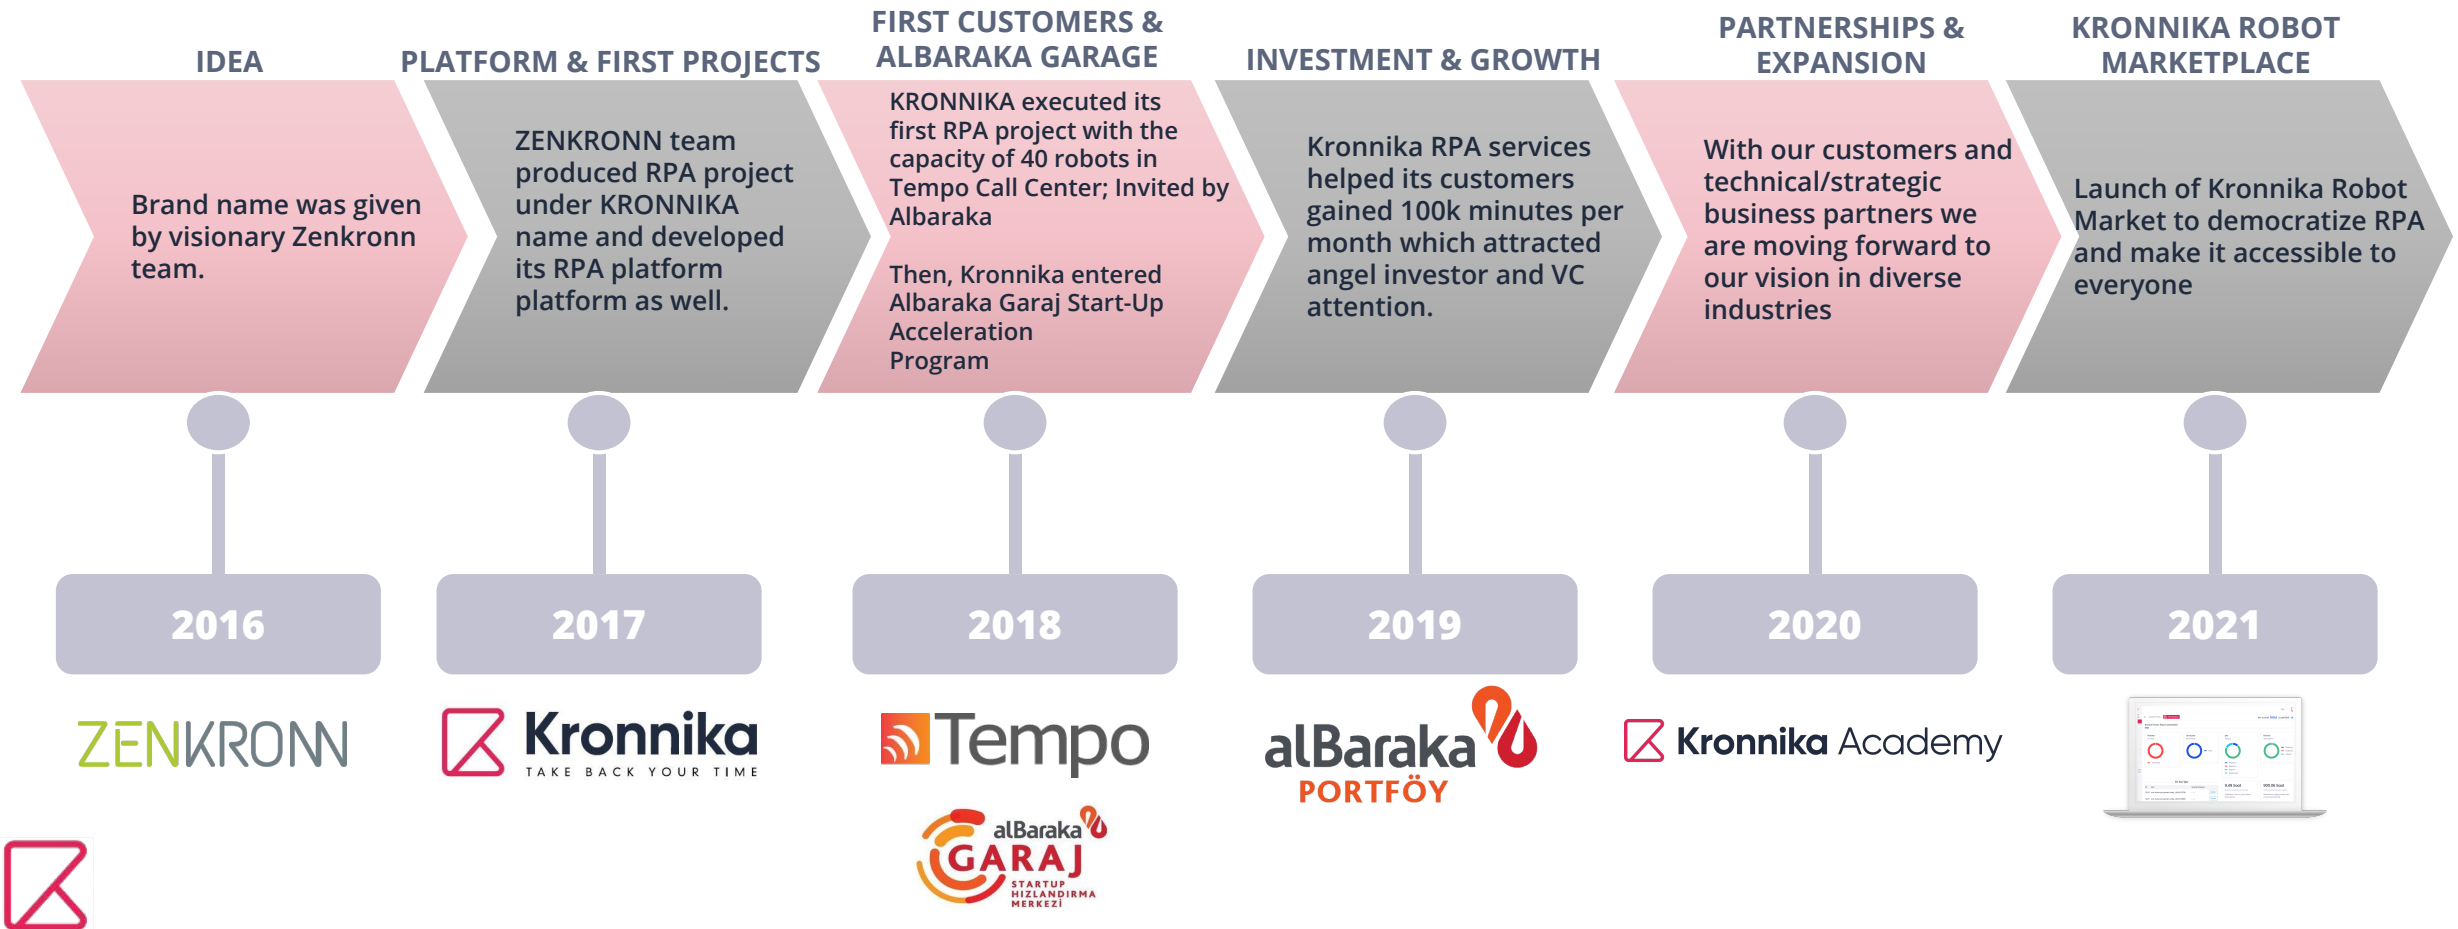 IDEA
Brand name was given
by visionary Zenkronn
team.
2016
ZENKRONN
PLATFORM & FIRST PROJECTS
ZENKRONN team
produced RPA project
under KRONNIKA
name and developed
its RPA platform
platform as well.
2017
Kronnika
TAKE BACK YOUR TIME
FIRST CUSTOMERS &
ALBARAKA GARAGE
KRONNIKA executed its
first RPA project with the
capacity of 40 robots in
Tempo Call Center; Invited by
Albaraka
Then, Kronnika entered
Albaraka Garaj Start-Up
Acceleration
Program
2018
Tempo
alBaraka
GARAJ
STARTUP
HIZLANDIRMA
MERKEZİ
INVESTMENT & GROWTH
Kronnika RPA services
helped its customers
gained 100k minutes per
month which attracted
angel investor and VC
attention.
2019
alBaraka
PORTFÖY
PARTNERSHIPS &
EXPANSION
With our customers and
technical/strategic
business partners we
are moving forward to
our vision in diverse
industries
2020
Kronnika Academy
KRONNIKA ROBOT
MARKETPLACE
Launch of Kronnika Robot
Market to democratize RPA
and make it accessible to
everyone
2021